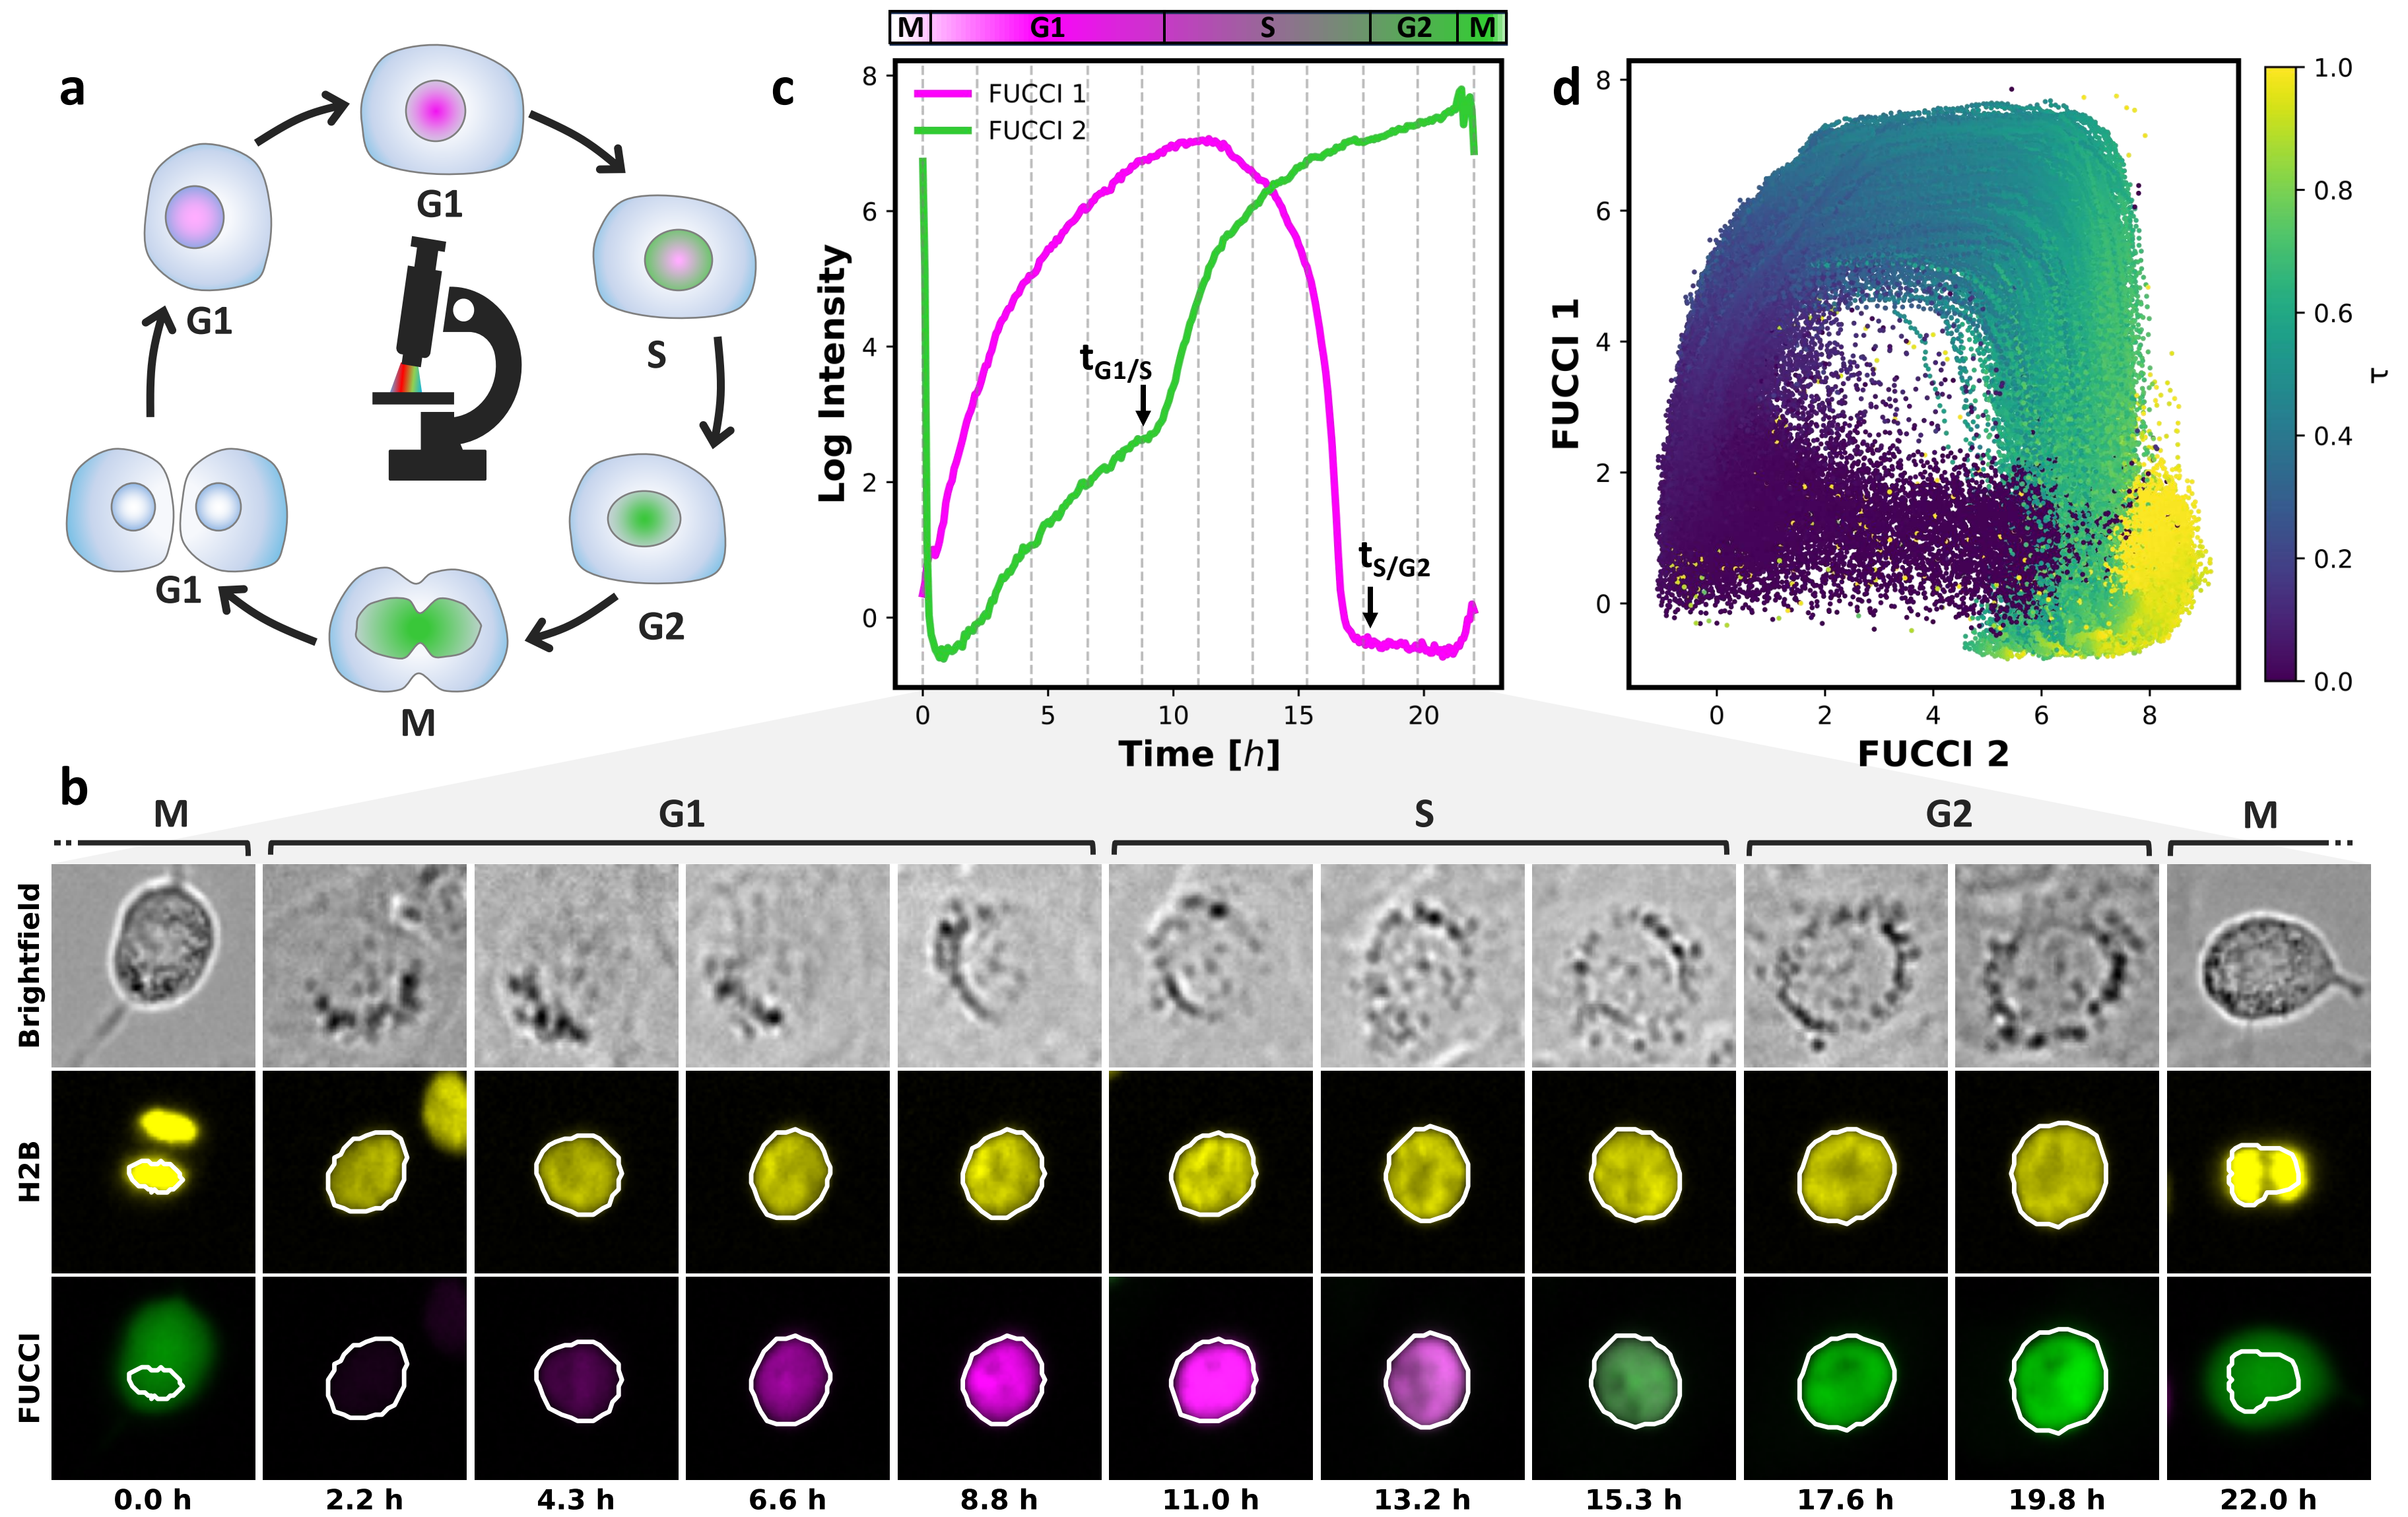 a
G1
G1
S
G1
G2
M
M G1 S G2 M
c
8
6
4
2
0
Log Intensity
FUCCI 1
FUCCI 2
tG1/S
tS/G2
0 5 10 15 20
Time [h]
d
8
6
4
2
0
FUCCI 1
0 2 4 6 8
FUCCI 2
1.0
0.8
0.6
0.4
0.2
0.0
τ
b
M G1 S G2 M
Brightfield
H2B
FUCCI
0.0 h 2.2 h 4.3 h 6.6 h 8.8 h 11.0 h 13.2 h 15.3 h 17.6 h 19.8 h 22.0 h